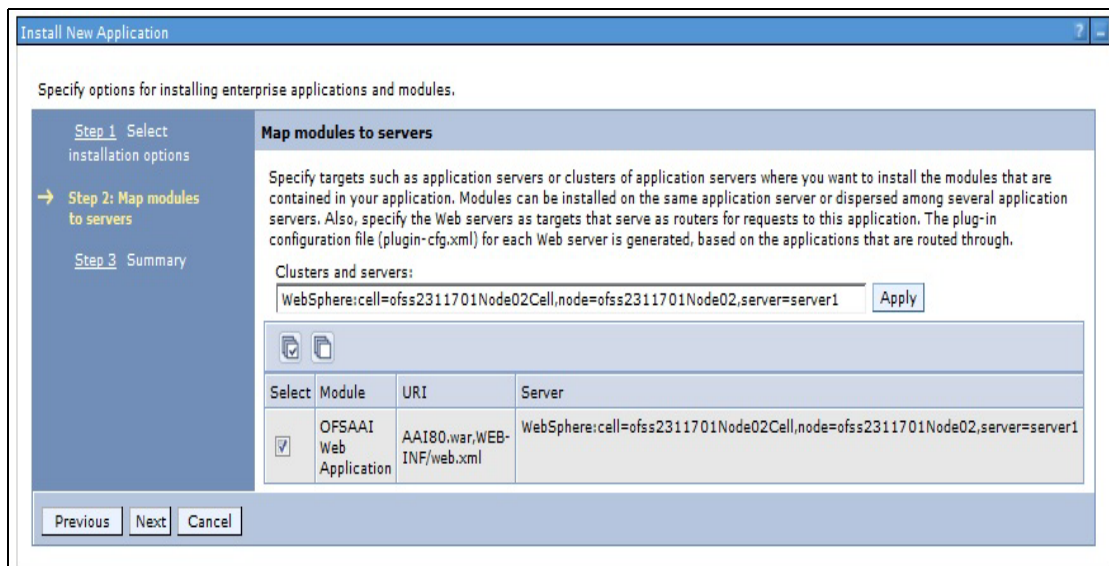 Install New Application
?
Specify options for installing enterprise applications and modules.
Step 1 Select
installation options
Step 2: Map modules
to servers
Step 3 Summary
Map modules to servers
Specify targets such as application servers or clusters of application servers where you want to install the modules that are
contained in your application. Modules can be installed on the same application server or dispersed among several application
servers. Also, specify the Web servers as targets that serve as routers for requests to this application. The plug-in
configuration file (plugin-cfg.xml) for each Web server is generated, based on the applications that are routed through.
Clusters and servers:
WebSphere:cell=ofss2311701Node02Cell,node=ofss2311701Node02,server=server1
Apply
Select Module URI Server
OFSAAI
Web
Application
AAI80.war,WEB-
INF/web.xml
WebSphere:cell=ofss2311701Node02Cell,node=ofss2311701Node02,server=server1
Previous Next Cancel